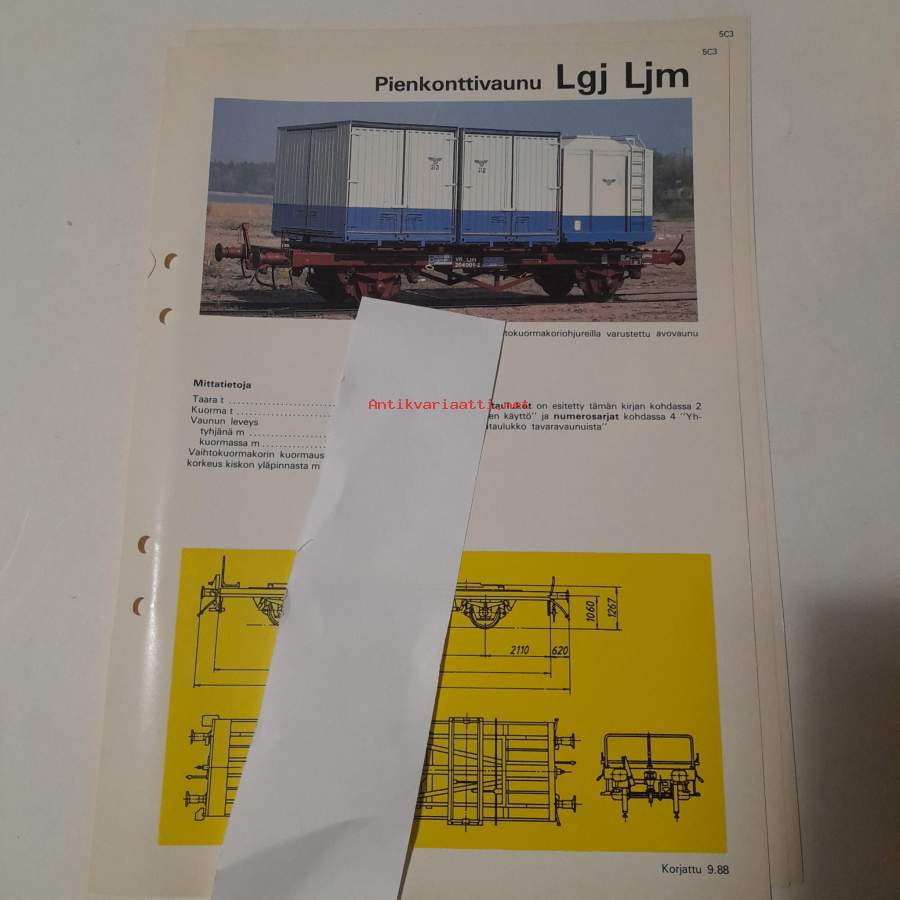 5C3
5C3
Pienkonttivaunu Lgj Ljm
VR Ljm
tokuormakoriohjureilla varustettu avovaunu
Mittatietoja
Taara t
Kuorma t
Vaunun leveys
tyhjänä m
kuormassa m
Vaihtokuormakorin kuormaus
korkeus kiskon yläpinnasta m
taulukat on esitetty tämän kirjan kohdassa 2
en käyttö" ja numerosarjat kohdassa 4 "Yh-
taulukko tavaravaunuista"
Antikvariaatti.net
1060
1267
2110
620
Korjattu 9.88